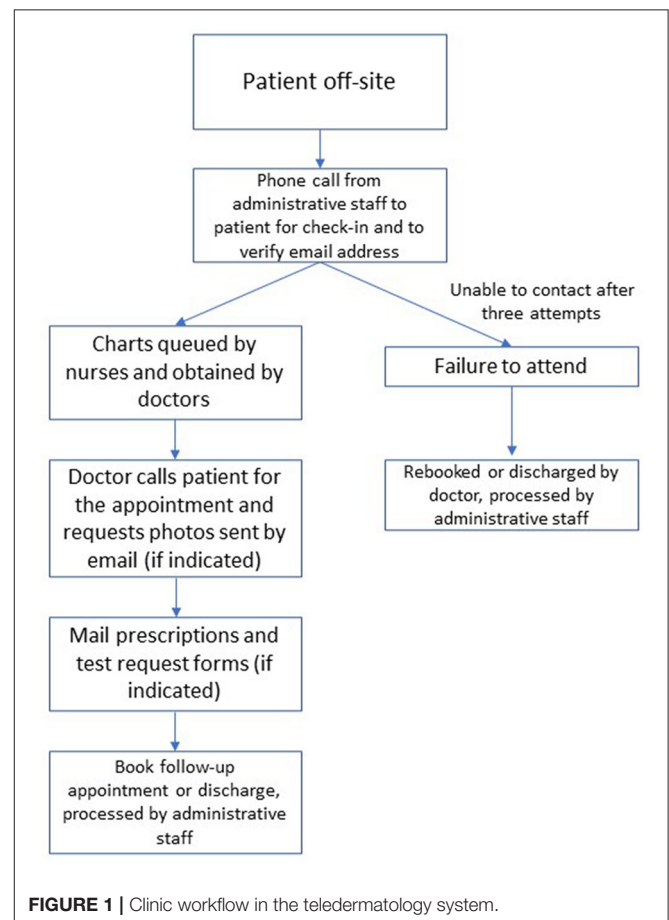 Patient off-site
Phone call from
administrative staff to
patient for check-in and to
verify email address
Unable to contact after
three attempts
Charts queued by
nurses and obtained by
doctors
Failure to attend
Doctor calls patient for
the appointment and
requests photos sent by
email (if indicated)
Rebooked or discharged by
doctor, processed by
administrative staff
Mail prescriptions and
test request forms (if
indicated)
Book follow-up
appointment or discharge,
processed by administrative
staff
FIGURE 1 | Clinic workflow in the teledermatology system.